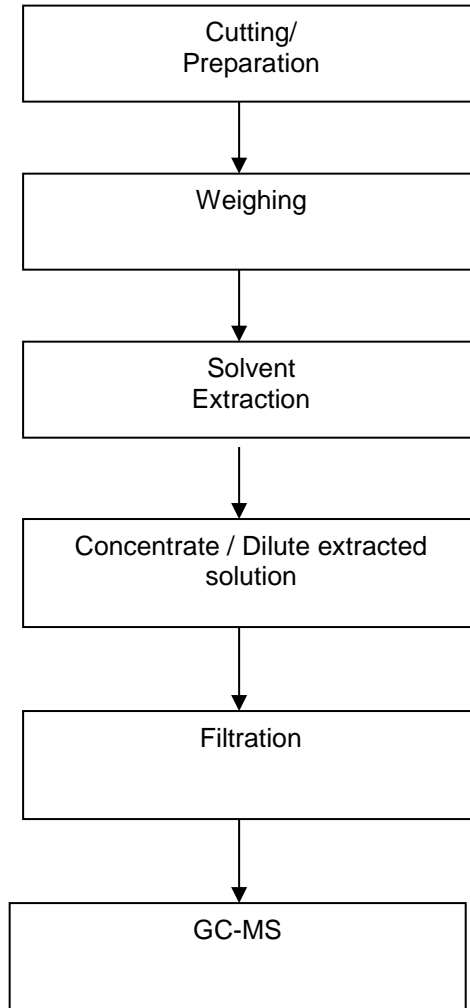 Cutting/
Preparation
Weighing
Solvent
Extraction
Concentrate / Dilute extracted
solution
Filtration
GC-MS